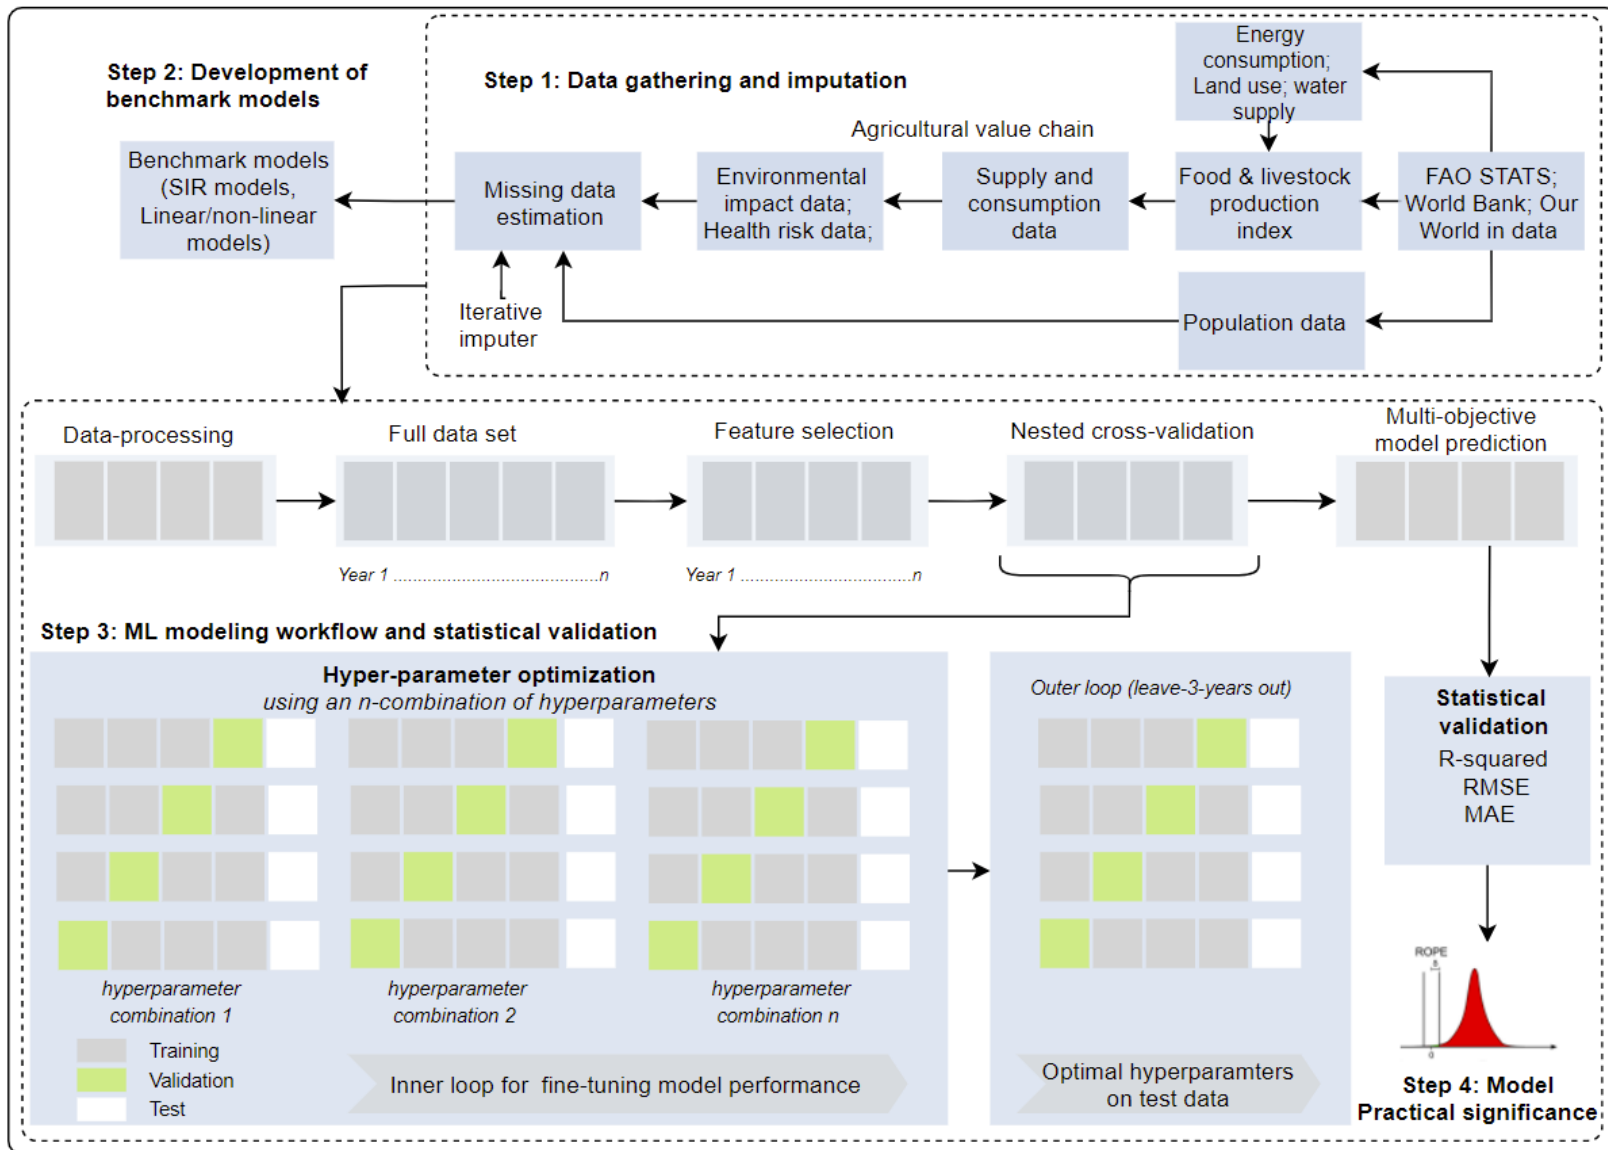 Step 2: Development of
benchmark models
Benchmark models
(SIR models,
Linear/non-linear
models)
Step 1: Data gathering and imputation
Energy
consumption;
Land use; water
supply
Agricultural value chain
Missing data
estimation
Environmental
impact data;
Health risk data;
Supply and
consumption
data
Food & livestock
production
index
FAO STATS;
World Bank; Our
World in data
Iterative
imputer
Population data
Data-processing
Full data set
Feature selection
Nested cross-validation
Multi-objective
model prediction
Year 1 ..........................................n
Year 1 ...................................n
Step 3: ML modeling workflow and statistical validation
Hyper-parameter optimization
using an n-combination of hyperparameters
hyperparameter
combination 1
hyperparameter
combination 2
hyperparameter
combination n
Training
Validation
Test
Inner loop for fine-tuning model performance
Outer loop (leave-3-years out)
Optimal hyperparamters
on test data
Statistical
validation
R-squared
RMSE
MAE
ROPE
0
Step 4: Model
Practical significance